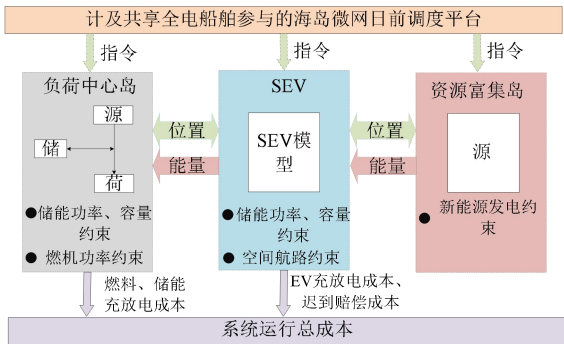 计及共享全电船舶参与的海岛微网日前调度平台
指令
指令
指令
负荷中心岛
源
储
荷
●储能功率、容量
约束
● 燃机功率约束
位置
能量
SEV
SEV模
型
●储能功率、容量
约束
● 空间航路约束
位置
能量
资源富集岛
源
● 新能源发电约
束
燃料、储能
充放电成本
EV充放电成本、
迟到赔偿成本
系统运行总成本